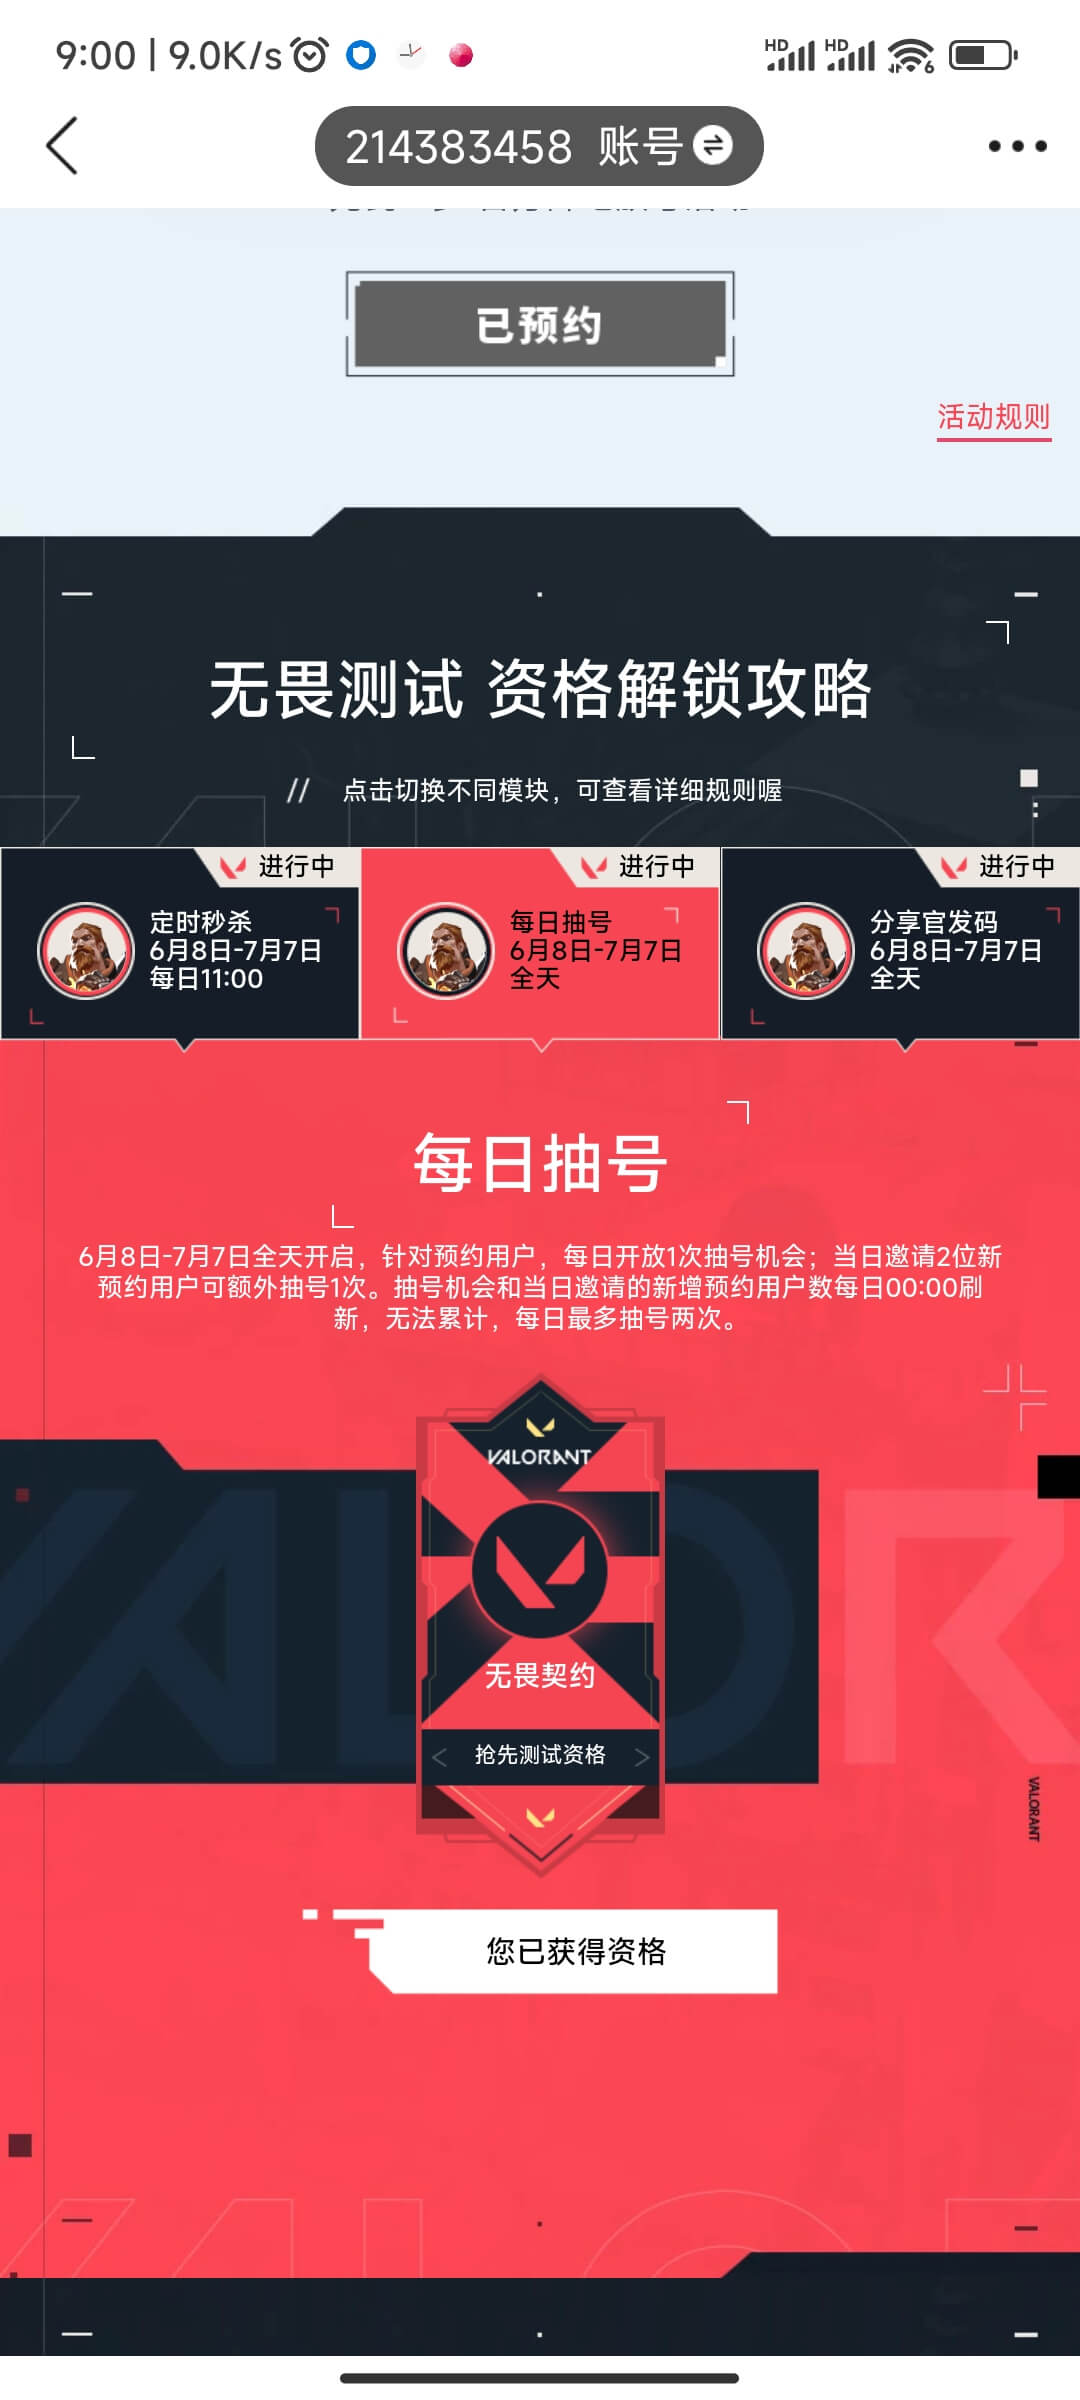 9:00 | 9.0K/s
HD HD 6
214383458 账号
已预约
活动规则
无畏测试 资格解锁攻略
// 点击切换不同模块，可查看详细规则喔
进行中
定时秒杀
6月8日-7月7日
每日11:00
进行中
每日抽号
6月8日-7月7日
全天
进行中
分享官发码
6月8日-7月7日
全天
每日抽号
6月8日-7月7日全天开启，针对预约用户，每日开放1次抽号机会；当日邀请2位新
预约用户可额外抽号1次。抽号机会和当日邀请的新增预约用户数每日00:00刷
新，无法累计，每日最多抽号两次。
VALORANT
无畏契约
抢先测试资格
VALORANT
您已获得资格